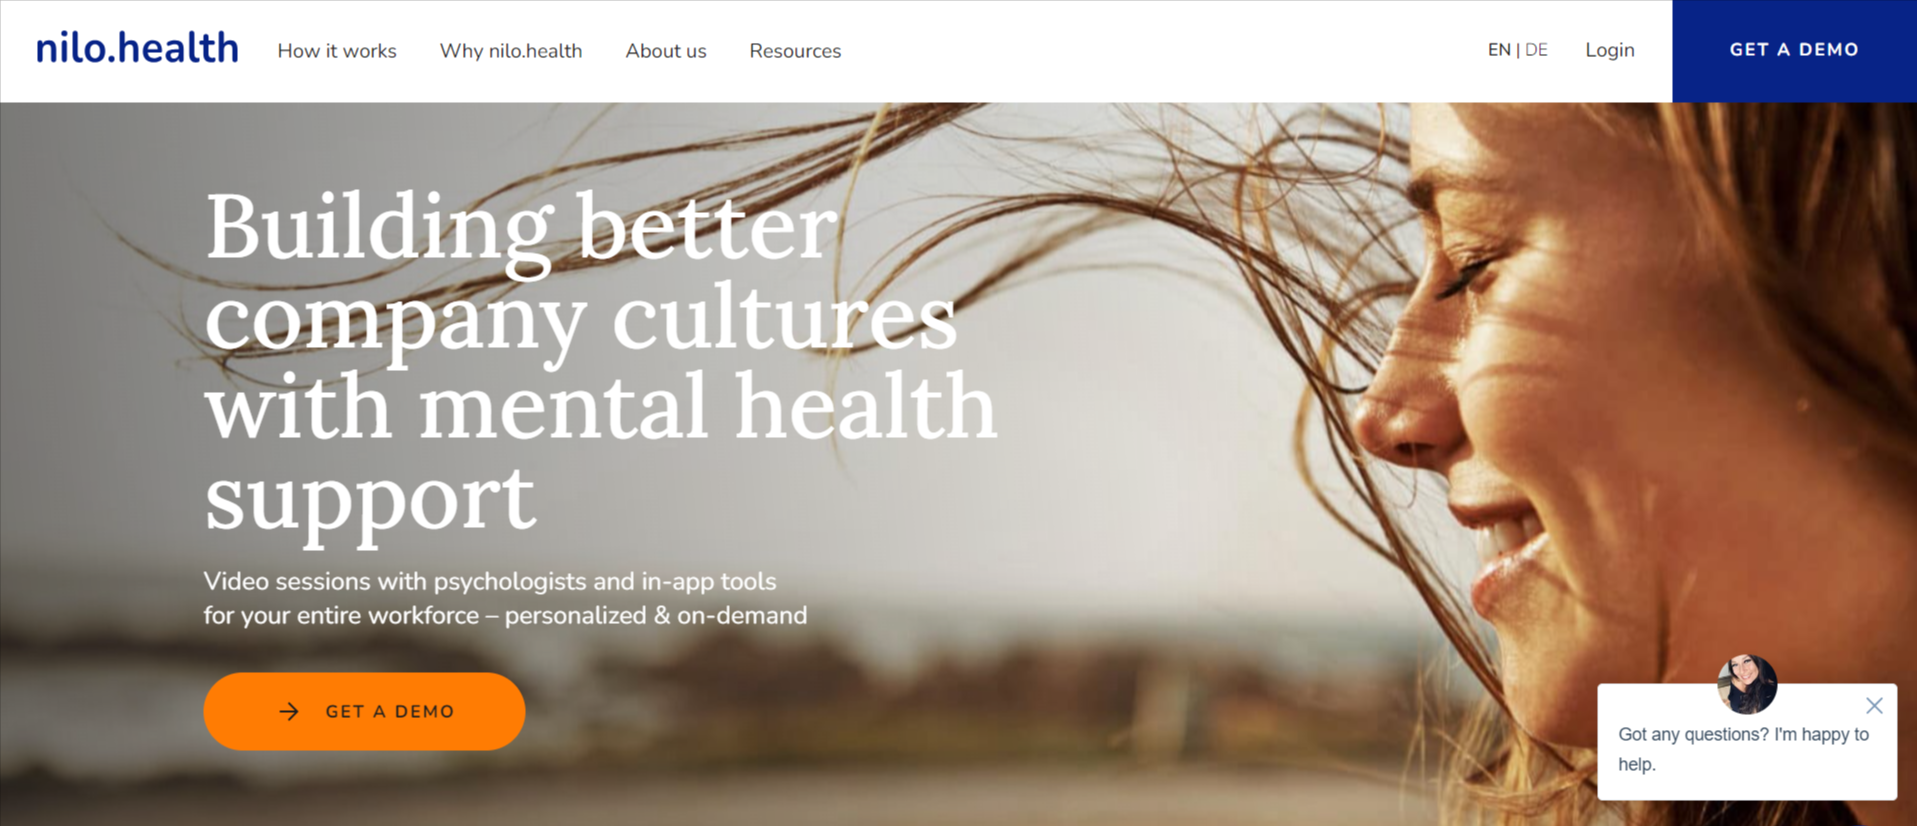 nilo.health
How it works
Why nilo.health
About us
Resources
EN | DE
Login
GET A DEMO
Building better
company cultures
with mental health
support
Video sessions with psychologists and in-app tools
for your entire workforce – personalized & on-demand
→ GET A DEMO
Got any questions? I'm happy to
help.